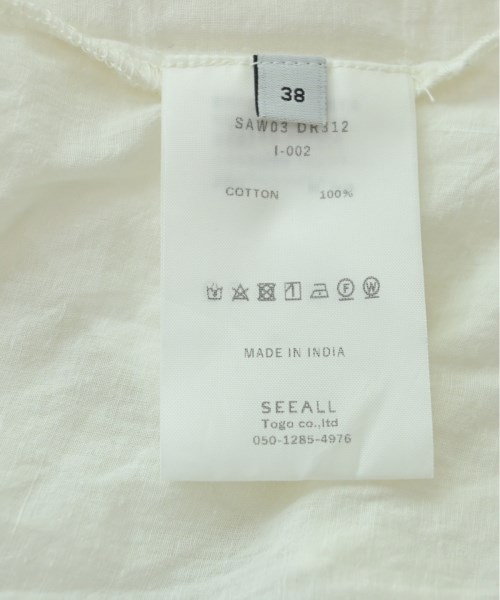 38
SAW03 DR312
I-002
COTTON 100%
F W
MADE IN INDIA
SEEALL
Togo co.,ltd
050-1285-4976